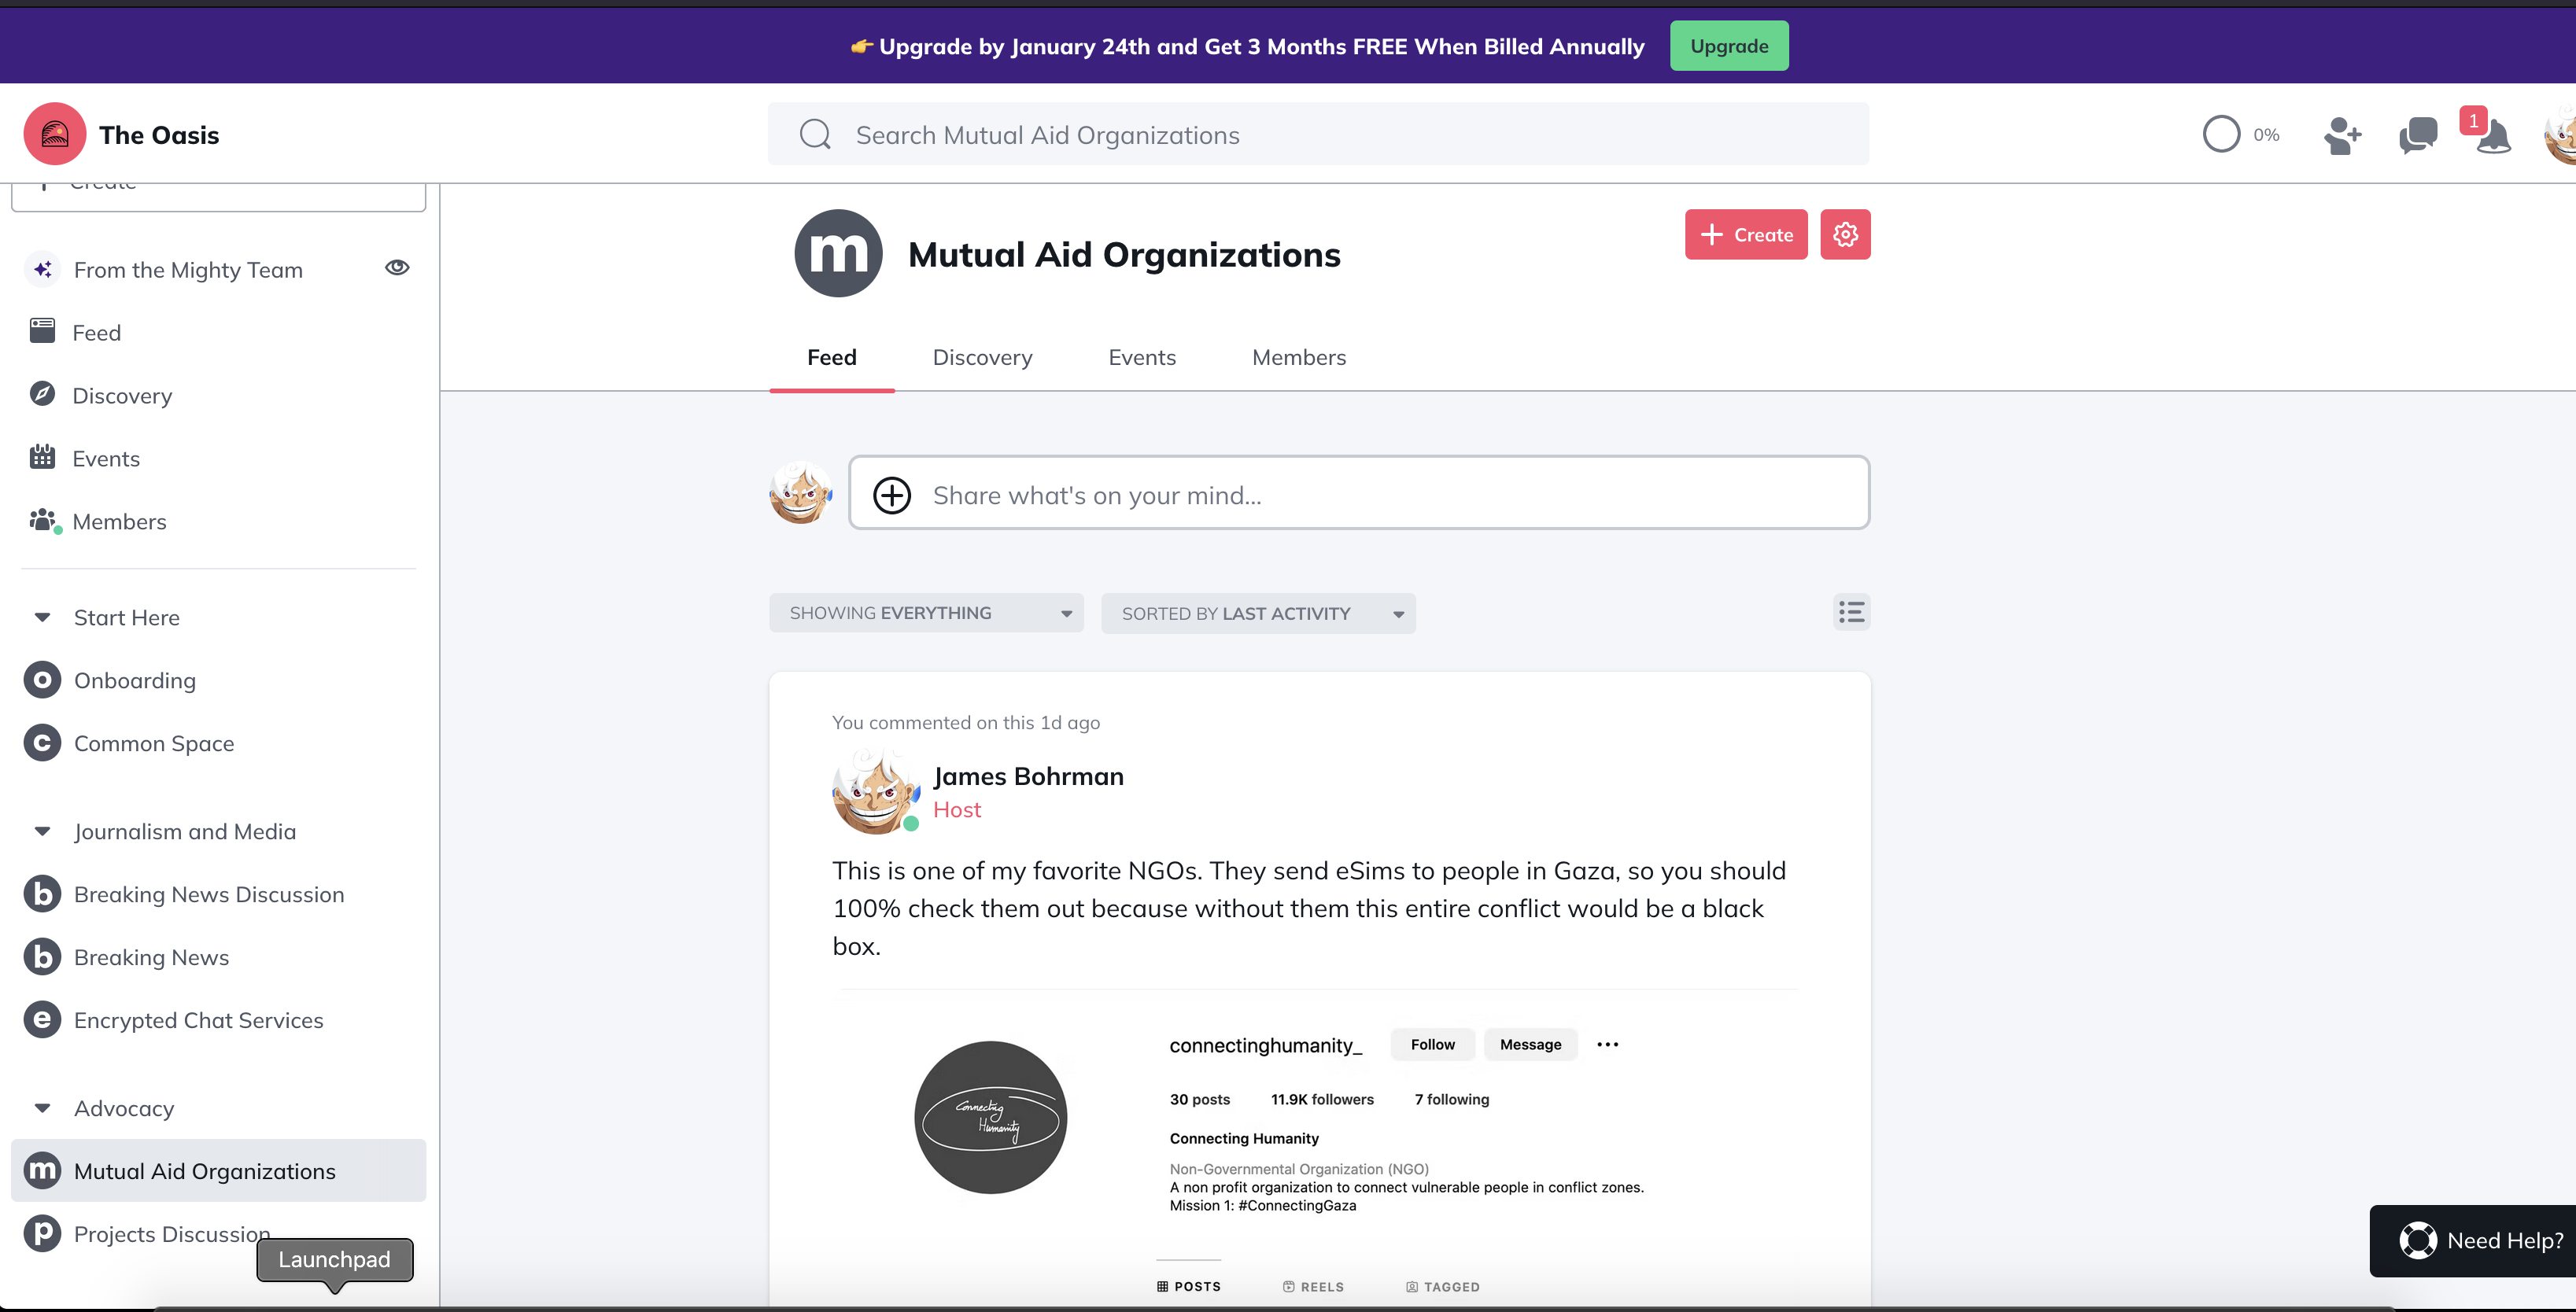 👉 Upgrade by January 24th and Get 3 Months FREE When Billed Annually
Upgrade
The Oasis
Search Mutual Aid Organizations
0%
1
Create
From the Mighty Team
Feed
Discovery
Events
Members
Start Here
o Onboarding
c Common Space
Journalism and Media
b Breaking News Discussion
b Breaking News
e Encrypted Chat Services
Advocacy
m Mutual Aid Organizations
p Projects Discussion
Launchpad
m Mutual Aid Organizations
+ Create
Feed Discovery Events Members
Share what's on your mind...
SHOWING EVERYTHING
SORTED BY LAST ACTIVITY
You commented on this 1d ago
James Bohrman
Host
This is one of my favorite NGOs. They send eSims to people in Gaza, so you should
100% check them out because without them this entire conflict would be a black
box.
Connecting
Humanity
connectinghumanity_ Follow Message ...
30 posts 11.9K followers 7 following
Connecting Humanity
Non-Governmental Organization (NGO)
A non profit organization to connect vulnerable people in conflict zones.
Mission 1: #ConnectingGaza
POSTS REELS TAGGED
Need Help?